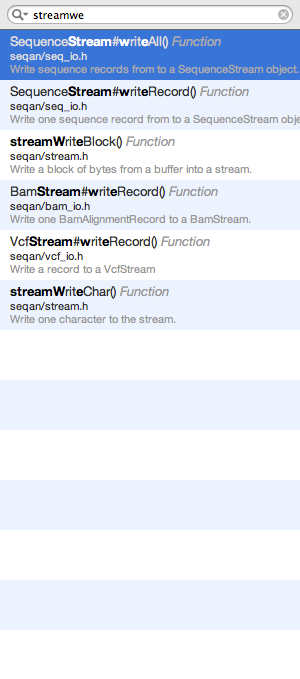 streamwe
SequenceStream#writeAll() Function
seqan/seq_io.h
Write sequence records from to a SequenceStream object.
SequenceStream#writeRecord() Function
seqan/seq_io.h
Write one sequence record from to a SequenceStream obje
streamWriteBlock() Function
seqan/stream.h
Write a block of bytes from a buffer into a stream.
BamStream#writeRecord() Function
seqan/bam_io.h
Write one BamAlignmentRecord to a BamStream.
VcfStream#writeRecord() Function
seqan/vcf_io.h
Write a record to a VcfStream
streamWriteChar() Function
seqan/stream.h
Write one character to the stream.